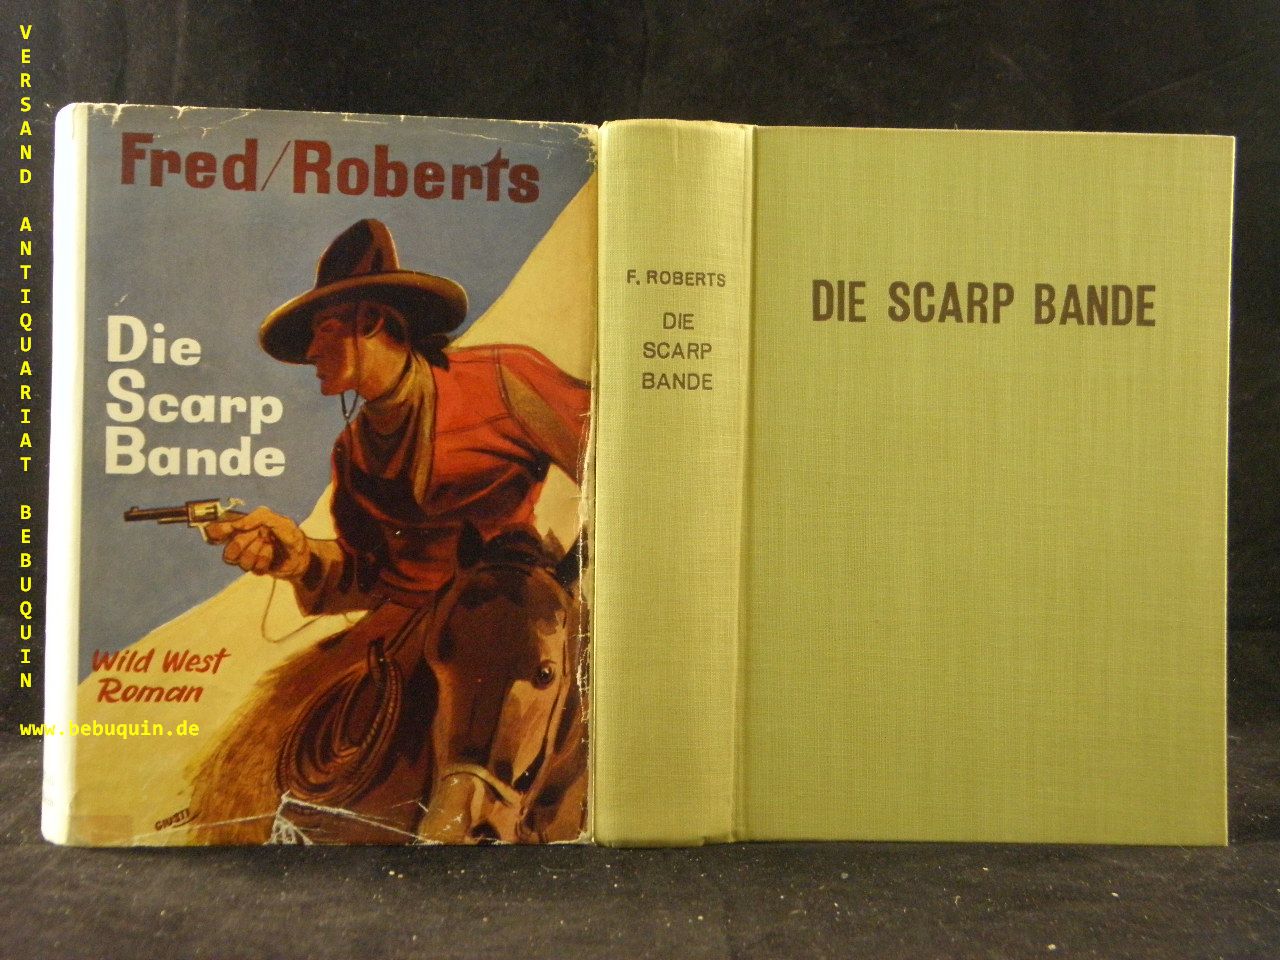 VERSAND ANTIQUARIAT BEBUQUIN
www.bebuquin.de
Fred/Roberts
Die
Scarp
Bande
Wild West
Roman
GIUSTI
F. ROBERTS
DIE
SCARP
BANDE
DIE SCARP BANDE